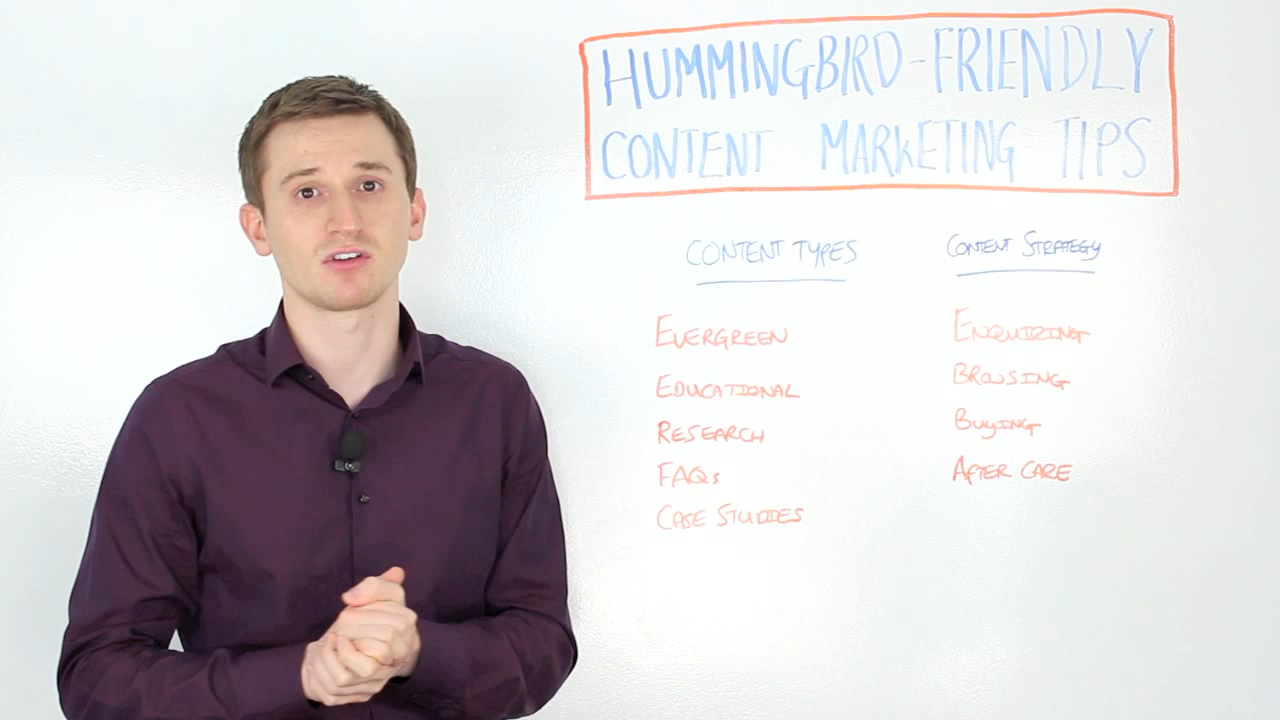 HUMMINGBIRD-FRIENDLY
CONTENT MARKETING TIPS
CONTENT TYPES
EVERGREEN
EDUCATIONAL
RESEARCH
FAQs
CASE STUDIES
CONTENT STRATEGY
ENQUIRING
BROWSING
BUYING
AFTER CARE